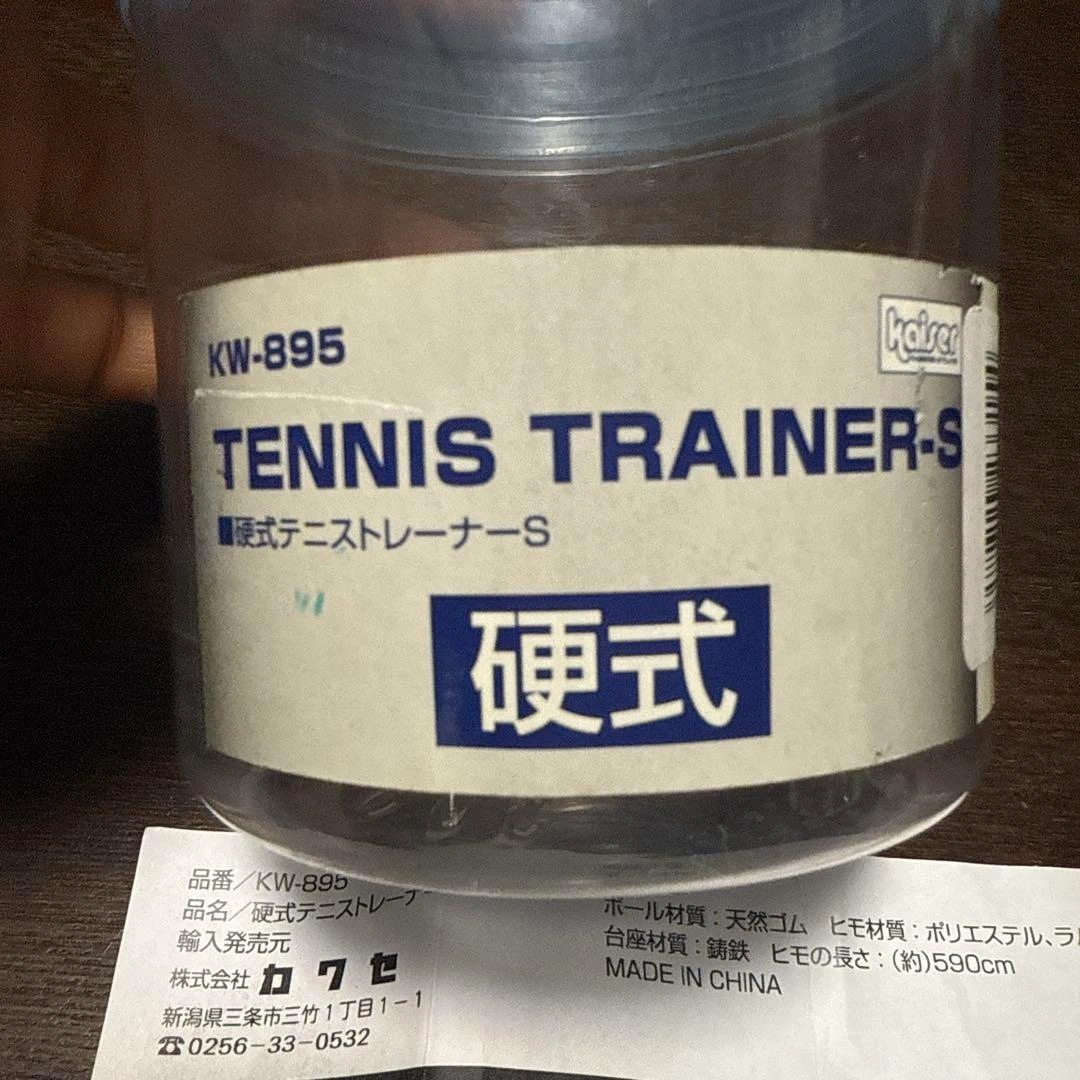 KW-895
kaiser
TENNIS TRAINER-S
■硬式テニストレーナーS
硬式
品番/KW-895
品名/硬式テニストレーナー
輸入発売元
株式会社 カワセ
新潟県三条市三竹1丁目1-1
☎0256-33-0532
ボール材質:天然ゴム ヒモ材質:ポリエステル、ラ
台座材質:鋳鉄 ヒモの長さ:(約)590cm
MADE IN CHINA